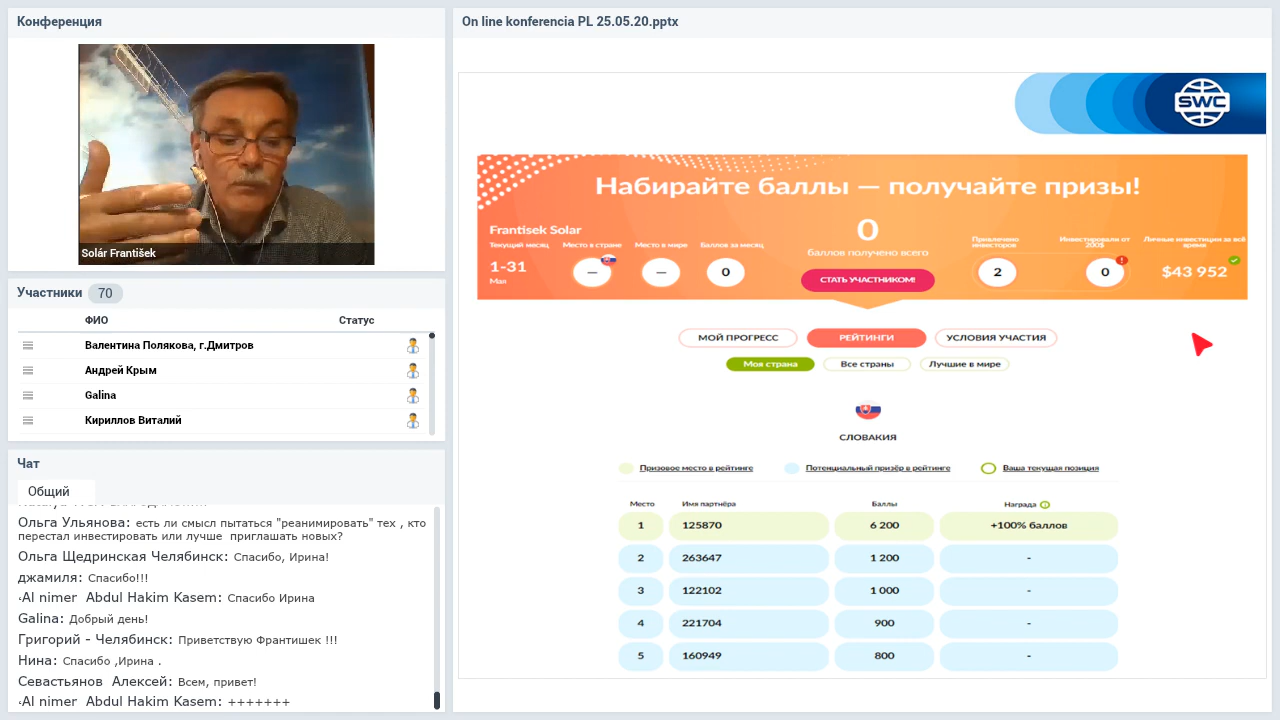 Конференция
Solár František
Участники 70
ФИО Статус
Валентина Полякова, г.Дмитров
Андрей Крым
Galina
Кириллов Виталий
Чат
Общий
Ольга Ульянова: есть ли смысл пытаться "реанимировать" тех , кто
перестал инвестировать или лучше приглашать новых?
Ольга Щедринская Челябинск: Спасибо, Ирина!
джамиля: Спасибо!!!
·Al nimer Abdul Hakim Kasem: Спасибо Ирина
Galina: Добрый день!
Григорий - Челябинск: Приветствую Франтишек !!!
Нина: Спасибо ,Ирина .
Севастьянов Алексей: Всем, привет!
·Al nimer Abdul Hakim Kasem: +++++++
On line konferencia PL 25.05.20.pptx
SWC
Набирайте баллы — получайте призы!
Frantisek Solar
Текущий месяц Место в стране Место в мире Баллов за месяц
1-31
Мая
— — 0
0
баллов получено всего
СТАТЬ УЧАСТНИКОМ!
Привлечено
инвесторов
2
Инвестировали от
200$
0
Личные инвестиции за всё
время
$43 952
МОЙ ПРОГРЕСС РЕЙТИНГИ УСЛОВИЯ УЧАСТИЯ
Моя страна Все страны Лучшие в мире
СЛОВАКИЯ
Призовое место в рейтинге Потенциальный призёр в рейтинге Ваша текущая позиция
Место Имя партнёра Баллы Награда
1 125870 6 200 +100% баллов
2 263647 1 200 -
3 122102 1 000 -
4 221704 900 -
5 160949 800 -